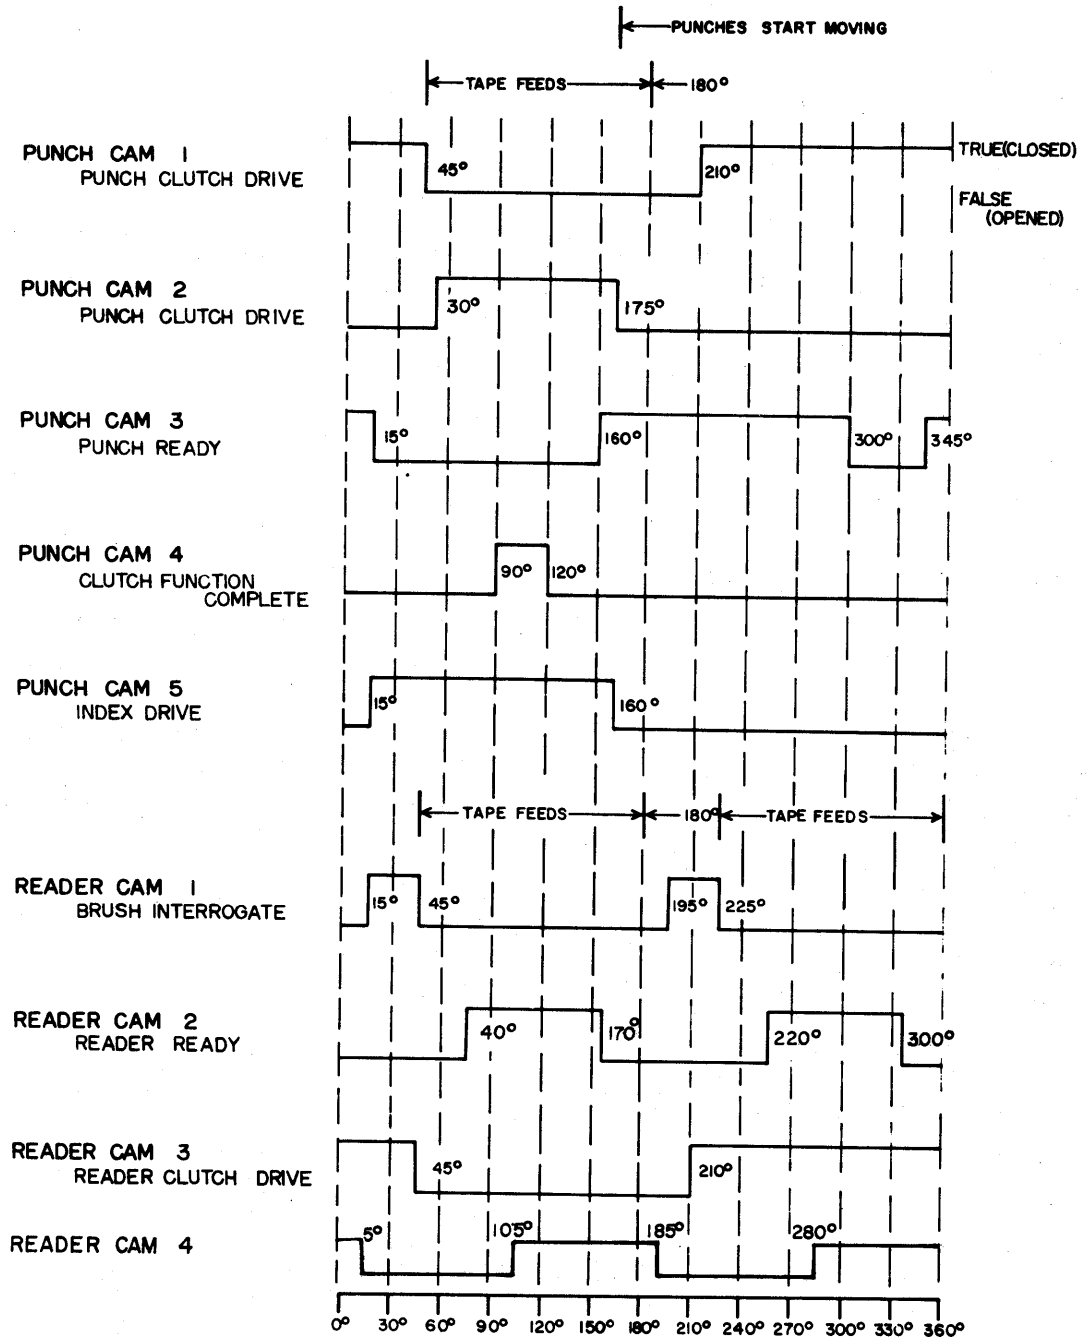 PUNCHES START MOVING
TAPE FEEDS 180°
PUNCH CAM 1
PUNCH CLUTCH DRIVE
45° 210°
TRUE(CLOSED)
FALSE
(OPENED)
PUNCH CAM 2
PUNCH CLUTCH DRIVE
30° 175°
PUNCH CAM 3
PUNCH READY
15° 160° 300° 345°
PUNCH CAM 4
CLUTCH FUNCTION
COMPLETE
90° 120°
PUNCH CAM 5
INDEX DRIVE
15° 160°
TAPE FEEDS 180° TAPE FEEDS
READER CAM 1
BRUSH INTERROGATE
15° 45° 195° 225°
READER CAM 2
READER READY
40° 170° 220° 300°
READER CAM 3
READER CLUTCH DRIVE
45° 210°
READER CAM 4
5° 105° 185° 280°
0° 30° 60° 90° 120° 150° 180° 210° 240° 270° 300° 330° 360°